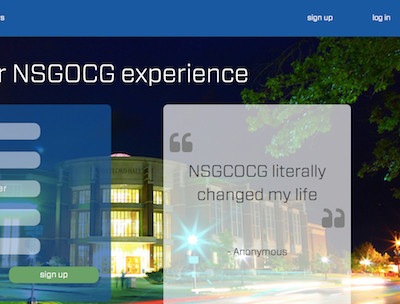 sign up log in
r NSGOCG experience
er
“ NSGCOCG literally
changed my life ”
- Anonymous
sign up